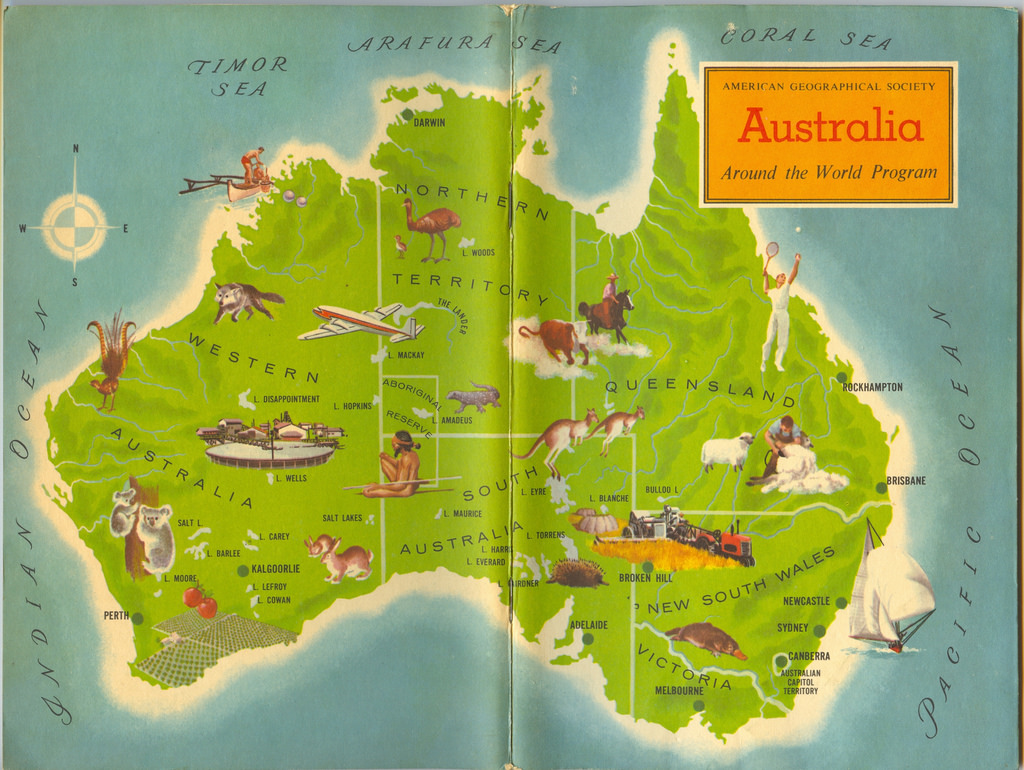 ARAFURA SEA
CORAL SEA
TIMOR
SEA
AMERICAN GEOGRAPHICAL SOCIETY
Australia
Around the World Program
DARWIN
N
W E
S
NORTHERN
L. WOODS
TERRITORY
THE LANDER
WESTERN
L. MACKAY
ABORIGINAL
RESERVE
QUEENSLAND
ROCKHAMPTON
L. DISAPPOINTMENT
L. HOPKINS
L. AMADEUS
AUSTRALIA
L. WELLS
SOUTH
L. EYRE
L. BLANCHE
BULLOO L
BRISBANE
SALT L.
SALT LAKES
L. MAURICE
AUSTRALIA
L. CAREY
L. BARLEE
L. HARRI
L. EVERARD
L. TORRENS
L. MOORE
KALGOORLIE
L. LEFROY
L. COWAN
L. GAIRDNER
BROKEN HILL
NEW SOUTH WALES
PERTH
NEWCASTLE
ADELAIDE
SYDNEY
VICTORIA
CANBERRA
AUSTRALIAN
CAPITOL
TERRITORY
MELBOURNE
INDIAN OCEAN
PACIFIC OCEAN